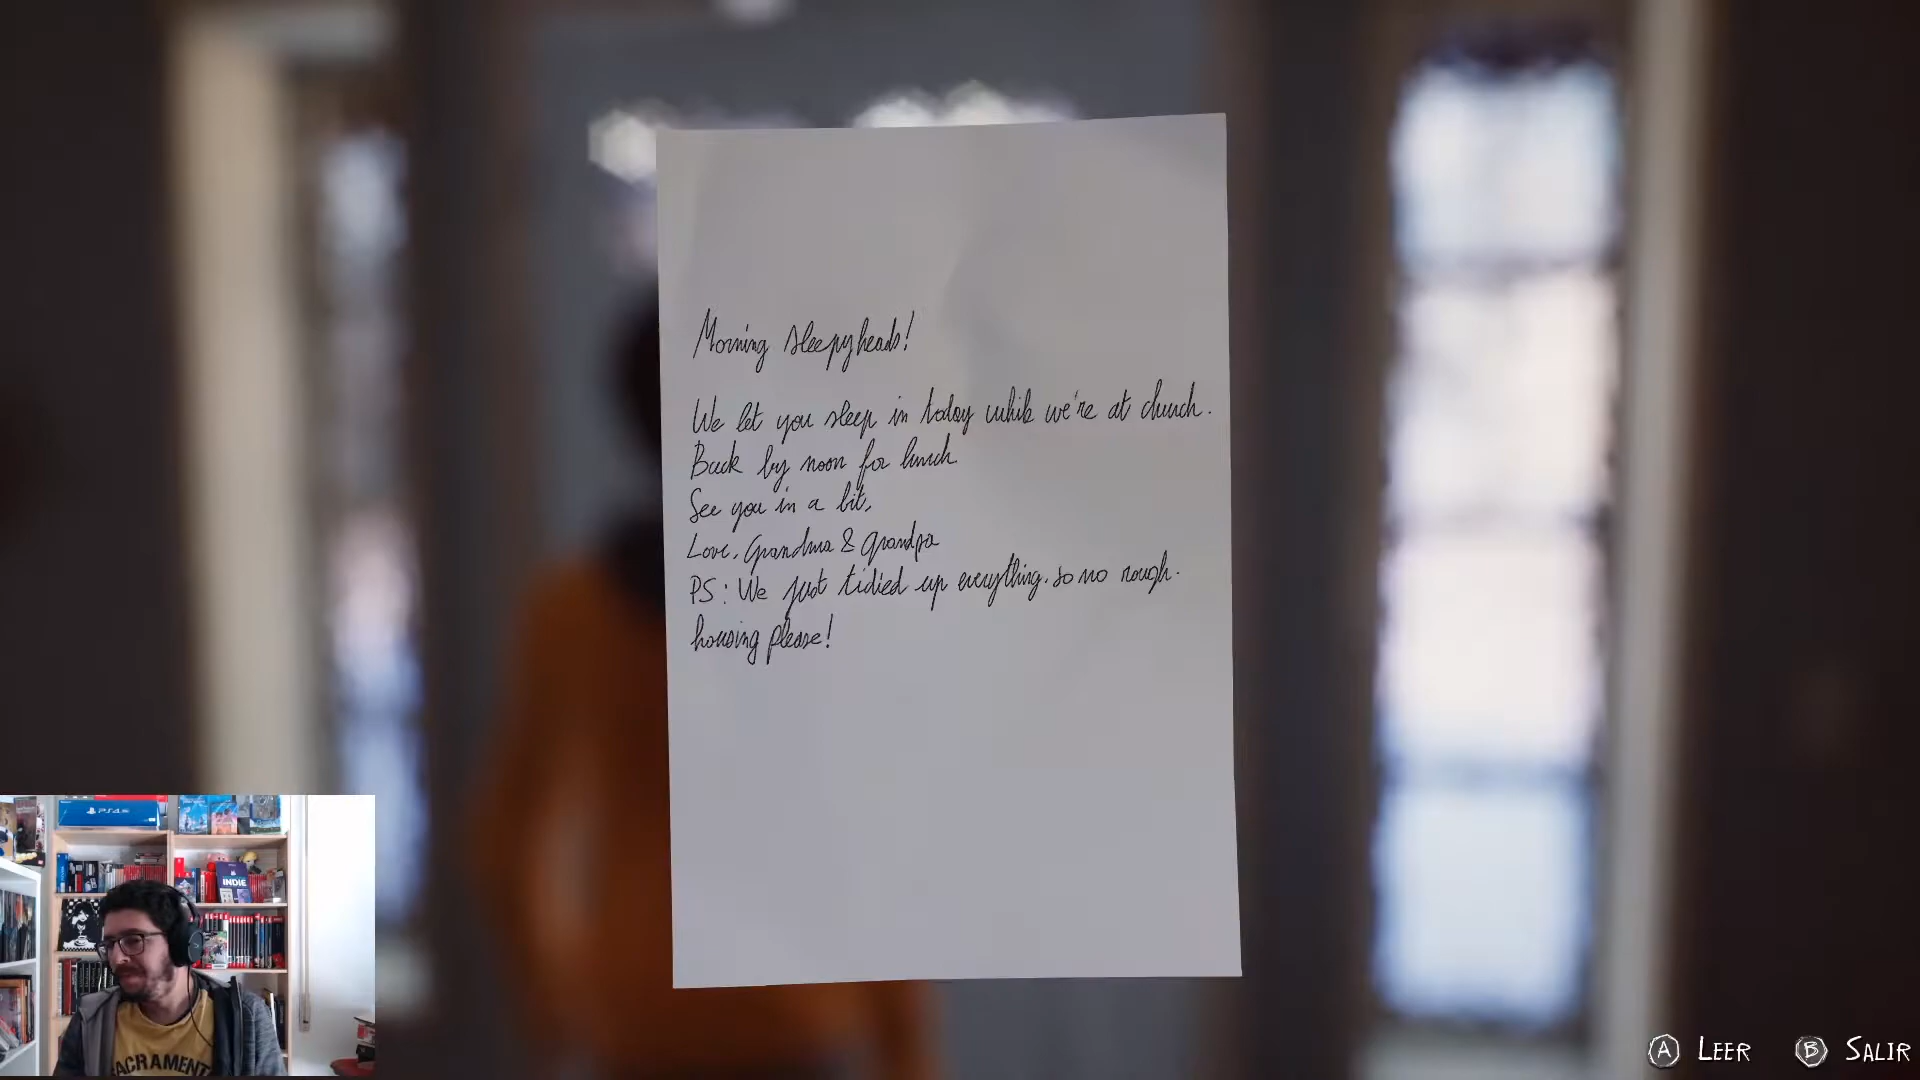 Morning sleepyheads!
We let you sleep in today while we're at church.
Back by noon for lunch.
See you in a bit,
Love, Grandma & Grandpa
PS: We just tidied up everything, so no rough-
housing please!
PS4
INDIE
SACRAMENT
A LEER B SALIR